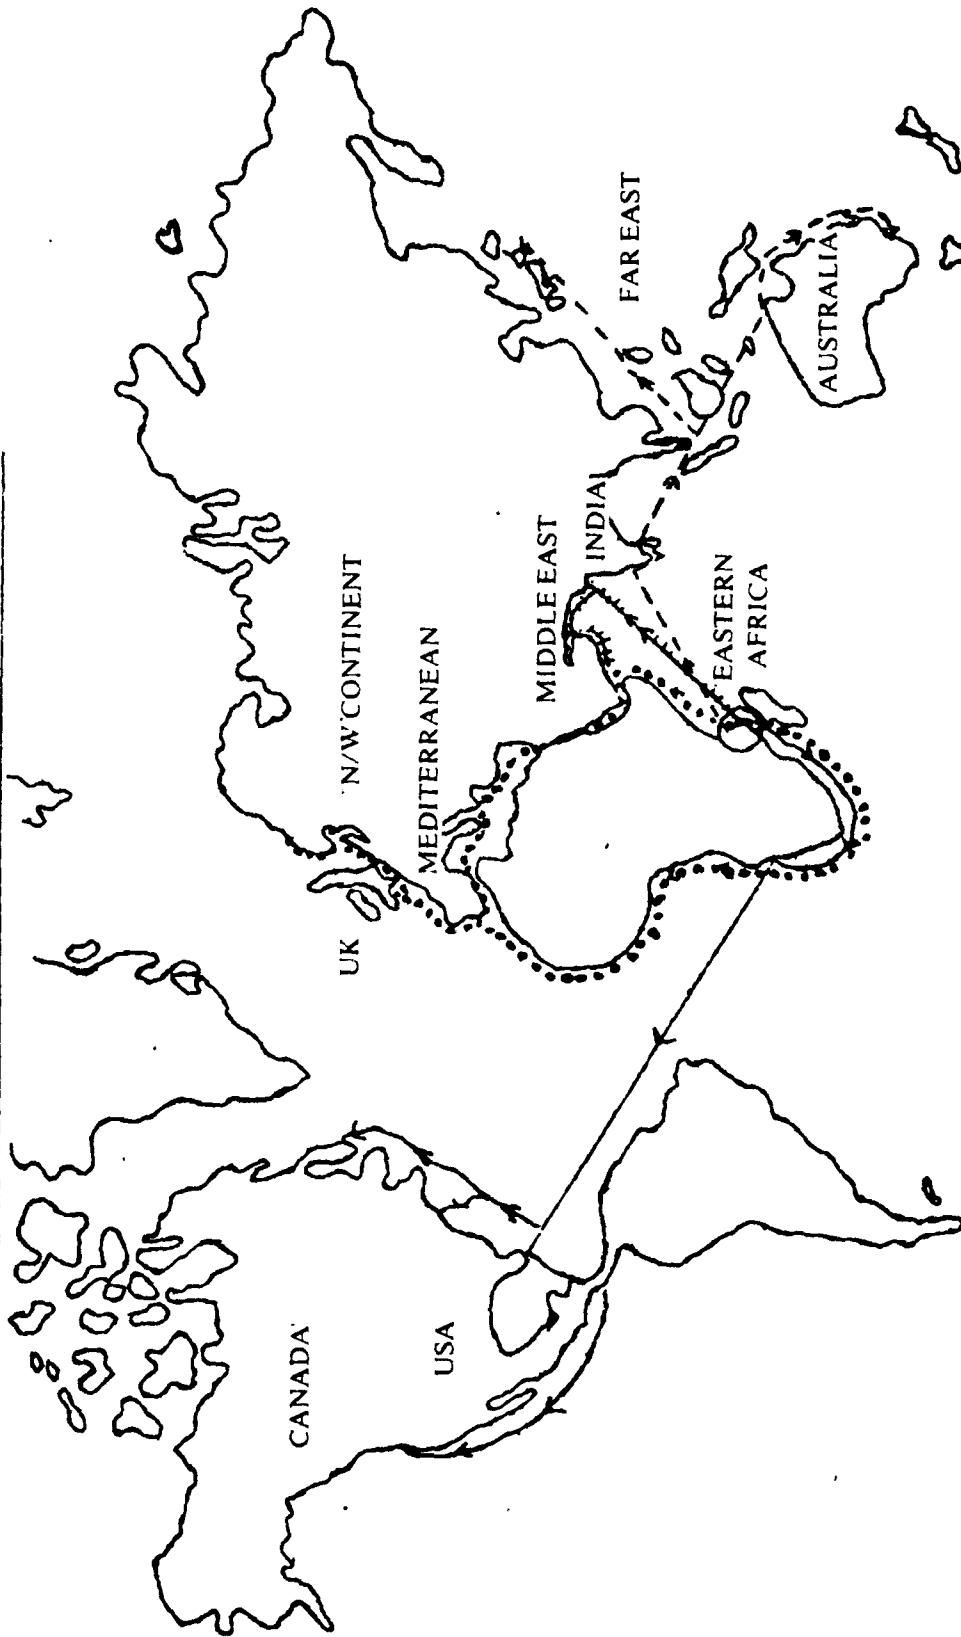 CANADA
USA
UK
'N/W'CONTINENT
MEDITERRANEAN
MIDDLE EAST
INDIA
'EASTERN
AFRICA
FAR EAST
AUSTRALIA